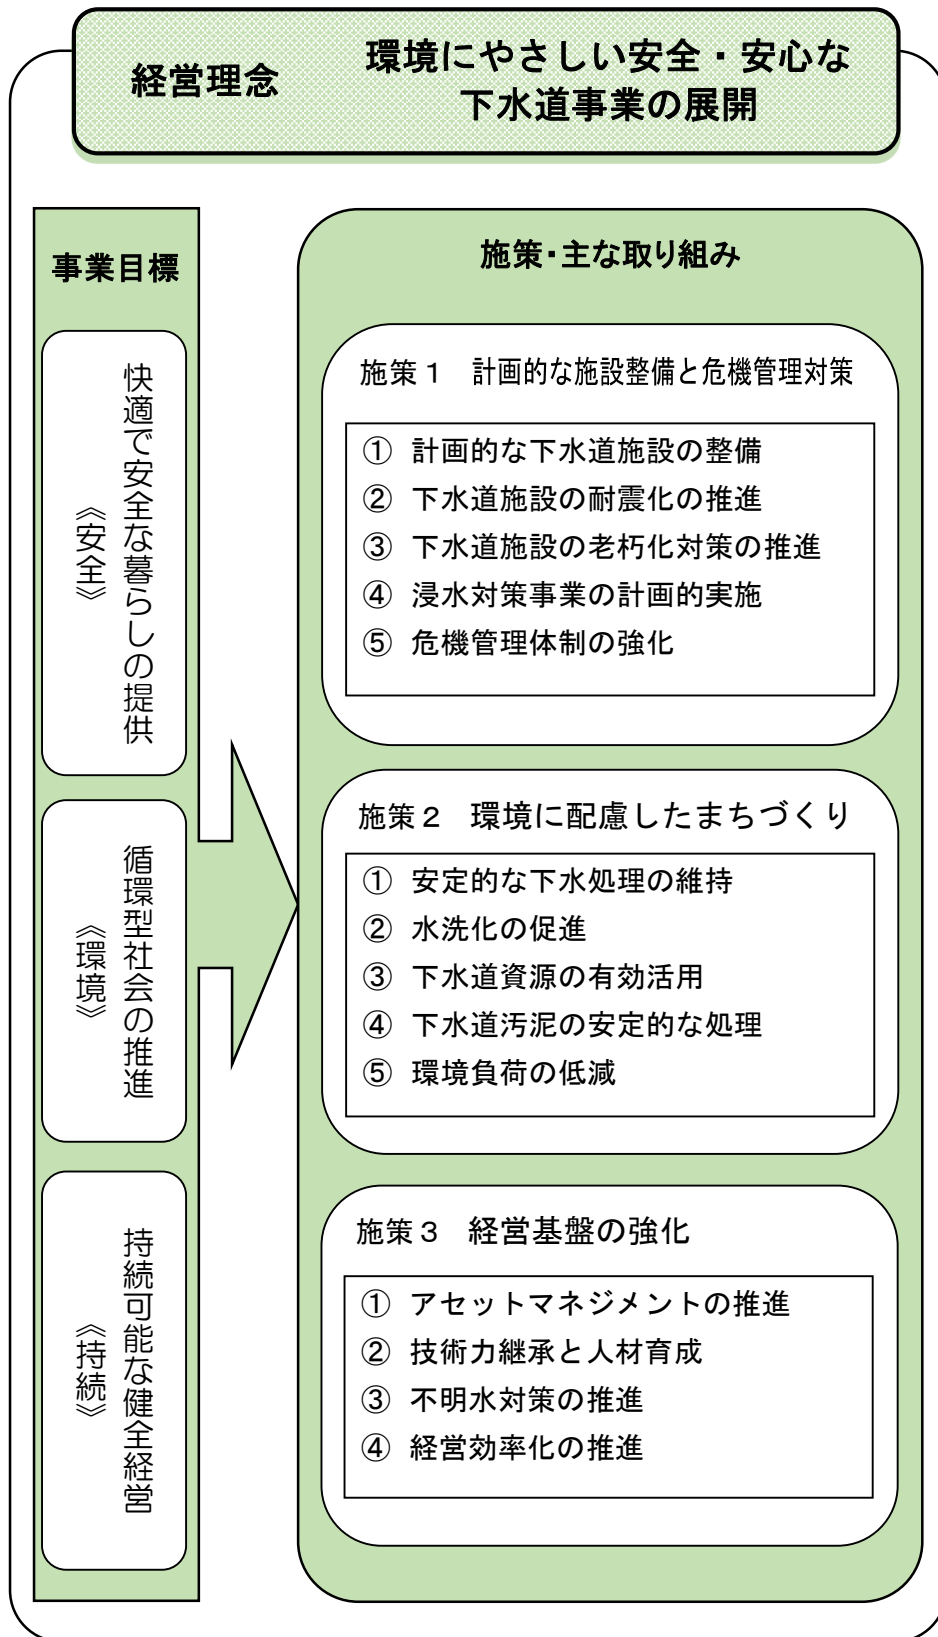 経営理念
環境にやさしい安全・安心な
下水道事業の展開
事業目標
快適で安全な暮らしの提供
《安全》
循環型社会の推進
《環境》
持続可能な健全経営
《持続》
施策・主な取り組み
施策１　計画的な施設整備と危機管理対策
① 計画的な下水道施設の整備
② 下水道施設の耐震化の推進
③ 下水道施設の老朽化対策の推進
④ 浸水対策事業の計画的実施
⑤ 危機管理体制の強化
施策２　環境に配慮したまちづくり
① 安定的な下水処理の維持
② 水洗化の促進
③ 下水道資源の有効活用
④ 下水道汚泥の安定的な処理
⑤ 環境負荷の低減
施策３　経営基盤の強化
① アセットマネジメントの推進
② 技術力継承と人材育成
③ 不明水対策の推進
④ 経営効率化の推進